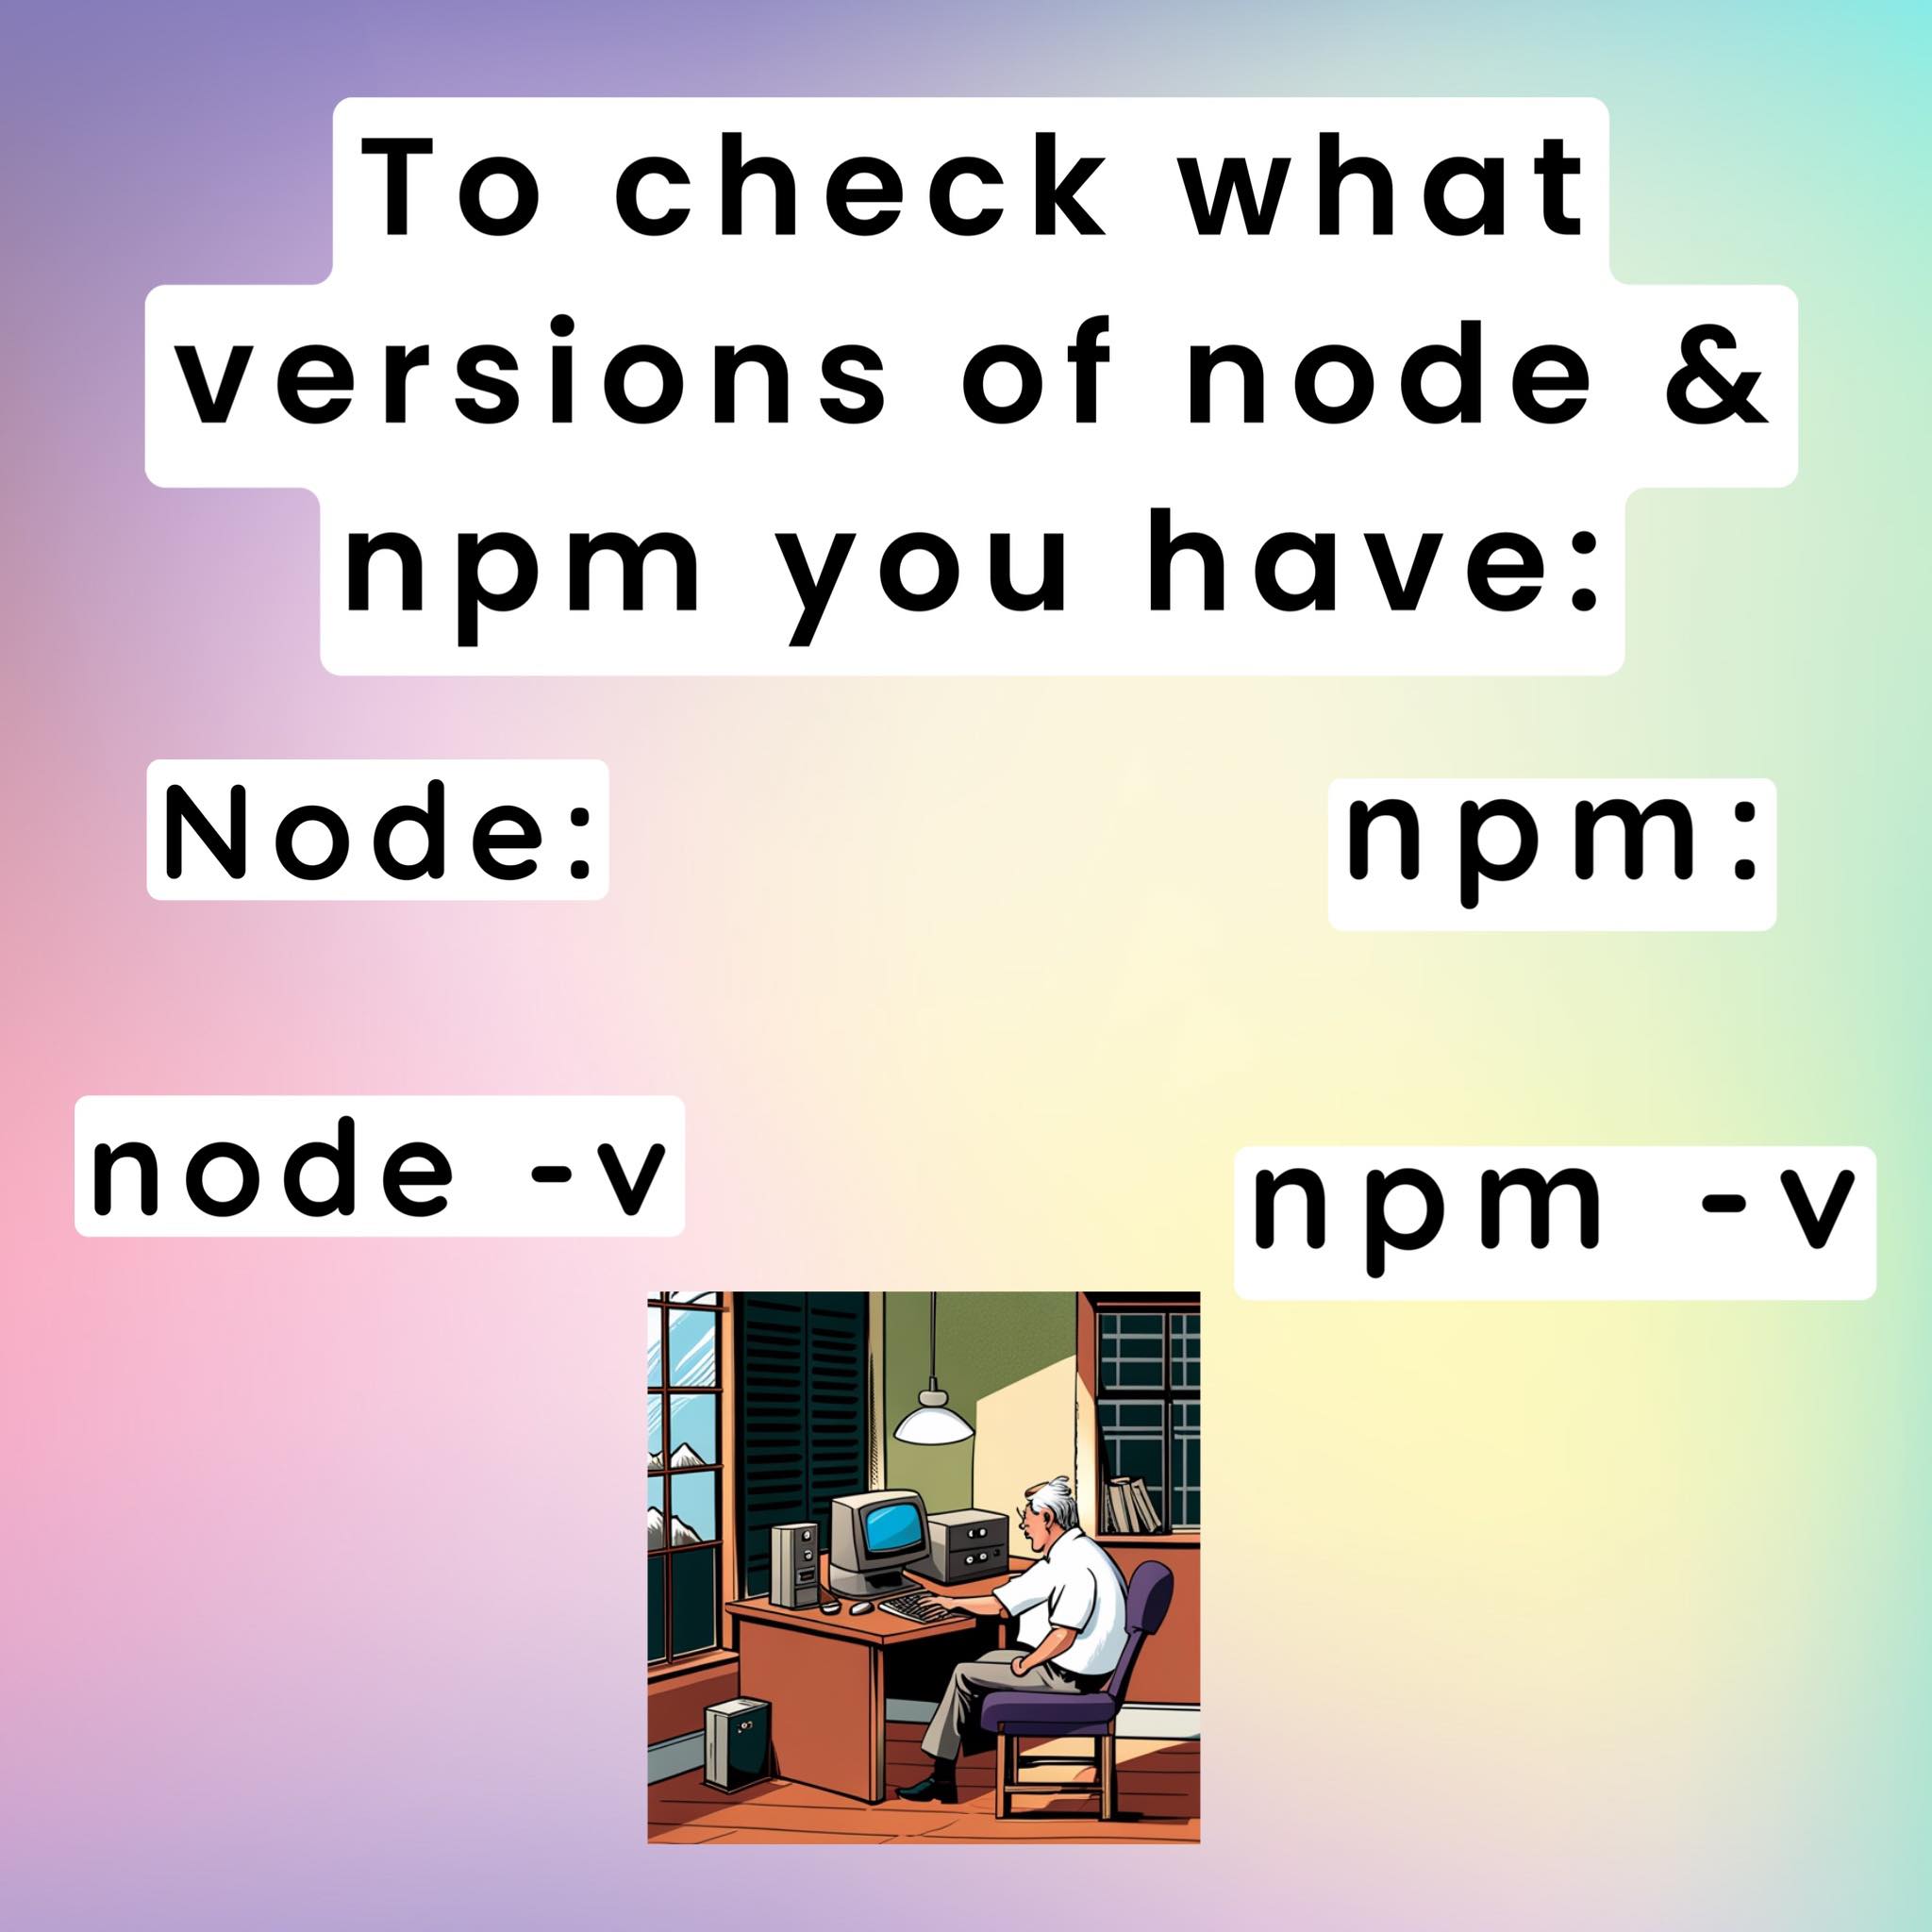 To check what
versions of node &
npm you have:
Node:
npm:
node -v
npm -v